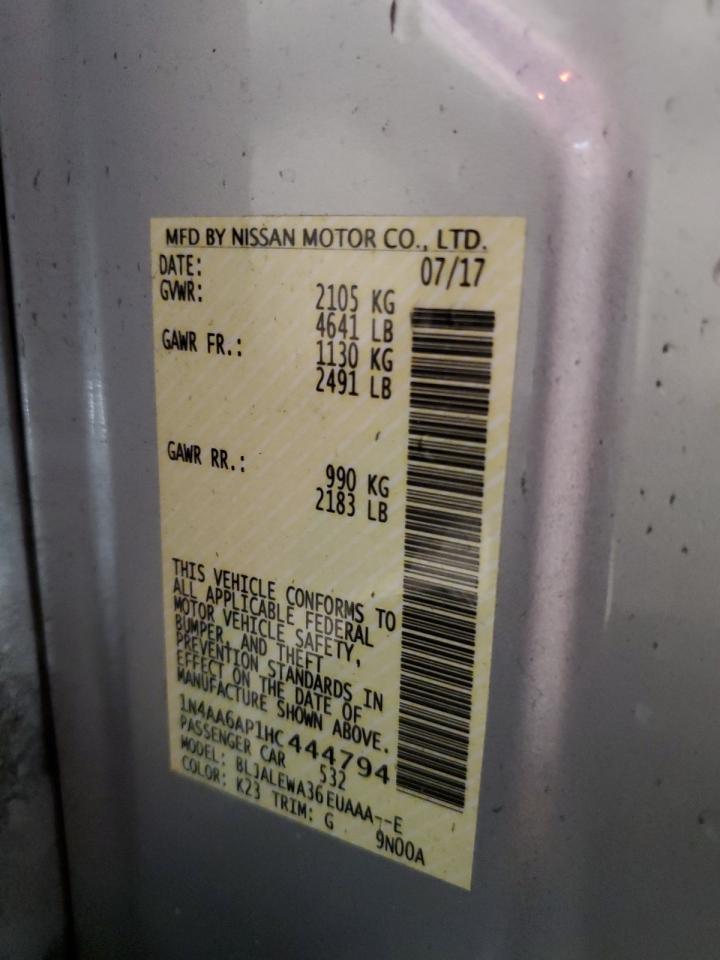 MFD BY NISSAN MOTOR CO., LTD.
DATE: 07/17
GVWR: 2105 KG
4641 LB
GAWR FR.: 1130 KG
2491 LB
GAWR RR.: 990 KG
2183 LB
THIS VEHICLE CONFORMS TO
ALL APPLICABLE FEDERAL
MOTOR VEHICLE SAFETY,
BUMPER, AND THEFT
PREVENTION STANDARDS IN
EFFECT ON THE DATE OF
MANUFACTURE SHOWN ABOVE.
1N4AA6AP1HC444794
PASSENGER CAR 532
MODEL: BLJALEWA36EUAAA--E
COLOR: K23 TRIM: G 9N00A